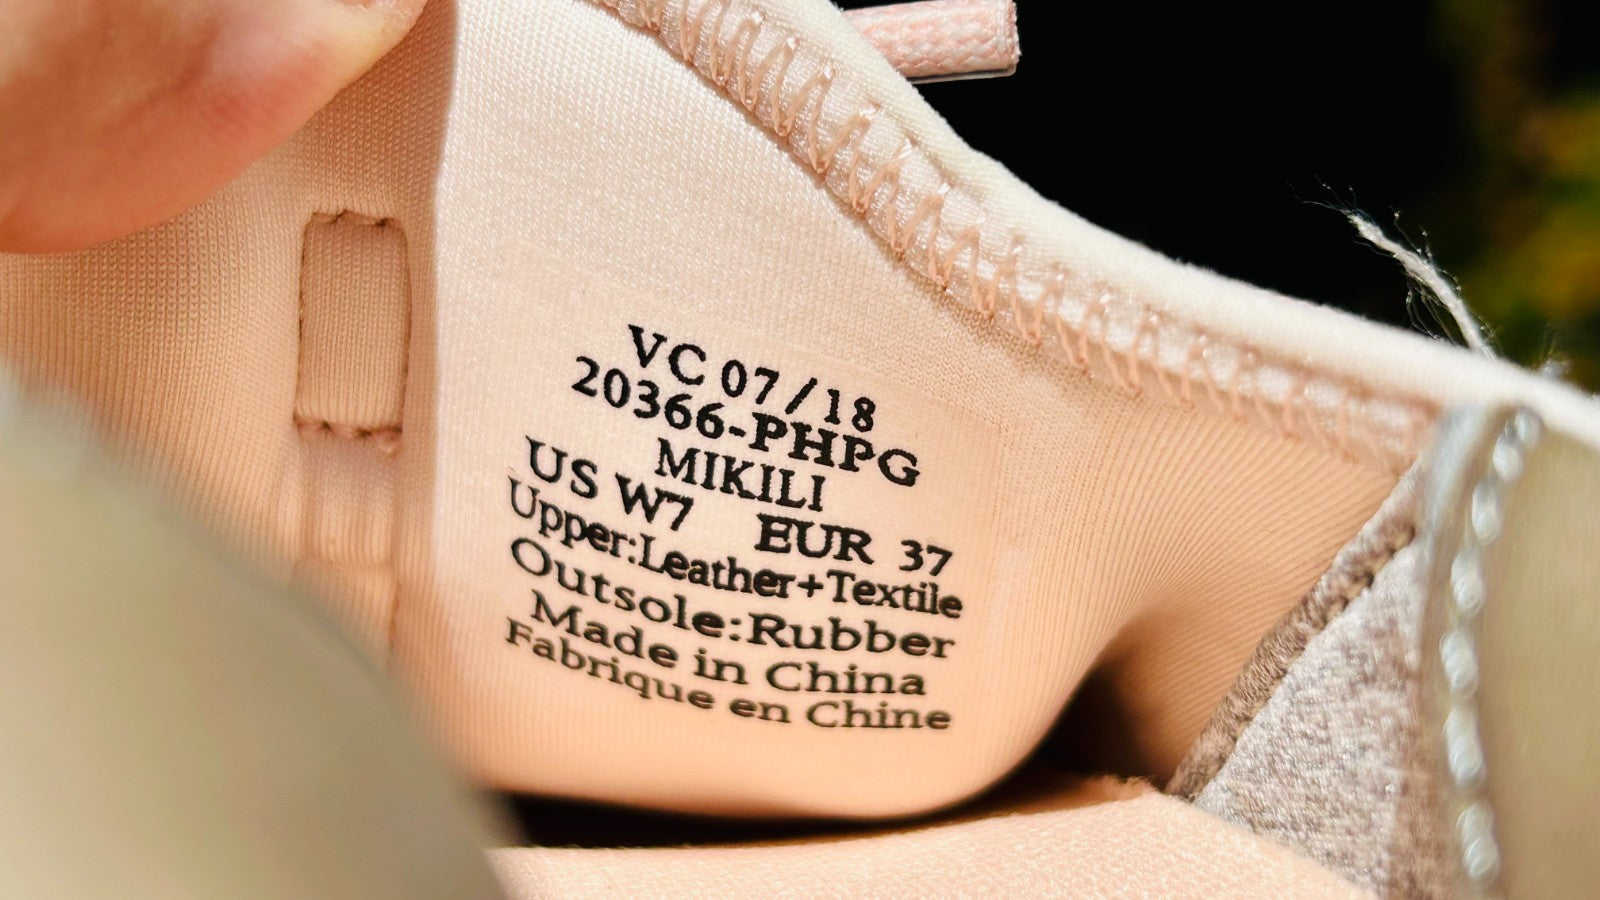 VC 07/18
20366-PHPG
MIKILI
US W7 EUR 37
Upper:Leather+Textile
Outsole:Rubber
Made in China
Fabrique en Chine